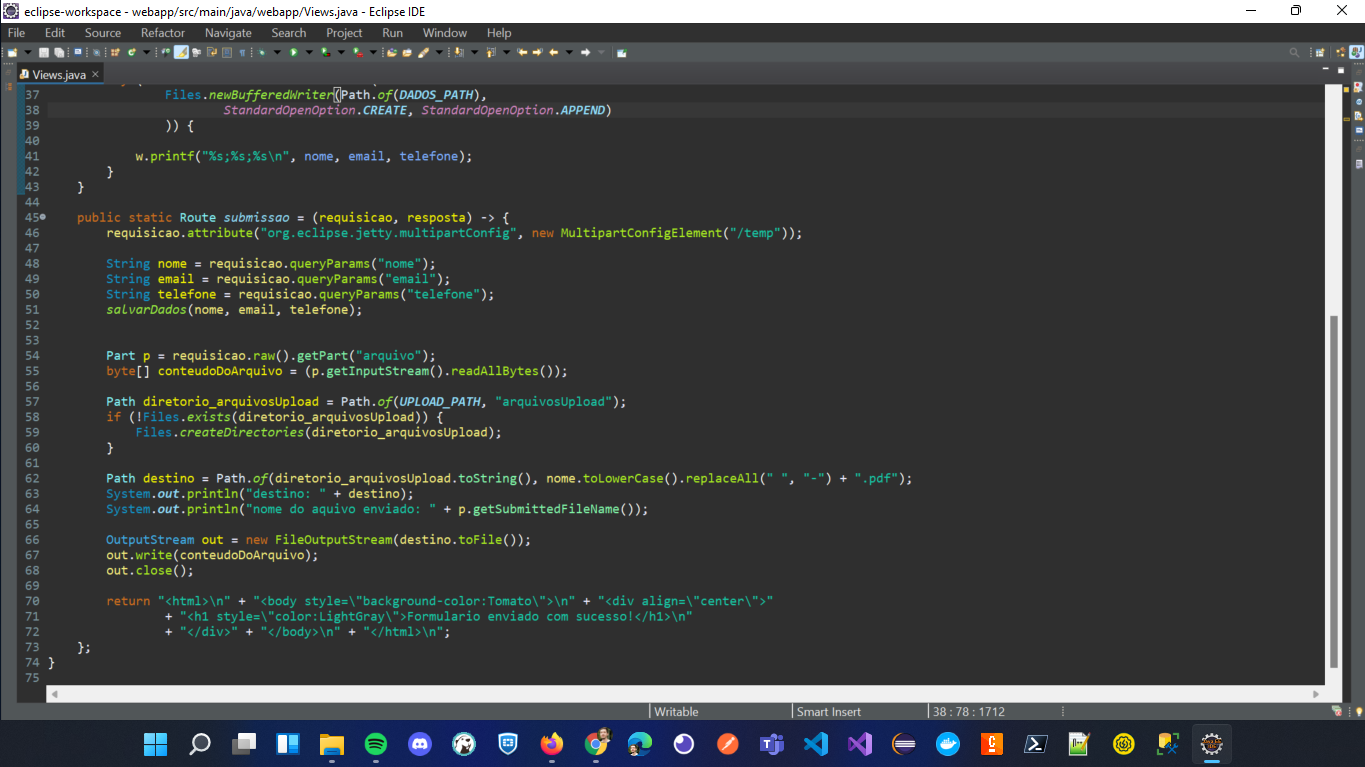 eclipse-workspace - webapp/src/main/java/webapp/Views.java - Eclipse IDE
File Edit Source Refactor Navigate Search Project Run Window Help
Views.java
37 Files.newBufferedWriter(Path.of(DADOS_PATH),
38 StandardOpenOption.CREATE, StandardOpenOption.APPEND)
39 )) {
40
41 w.printf("%s;%s;%s\n", nome, email, telefone);
42 }
43 }
44
45 public static Route submissao = (requisicao, resposta) -> {
46 requisicao.attribute("org.eclipse.jetty.multipartConfig", new MultipartConfigElement("/temp"));
47
48 String nome = requisicao.queryParams("nome");
49 String email = requisicao.queryParams("email");
50 String telefone = requisicao.queryParams("telefone");
51 salvarDados(nome, email, telefone);
52
53
54 Part p = requisicao.raw().getPart("arquivo");
55 byte[] conteudoDoArquivo = (p.getInputStream().readAllBytes());
56
57 Path diretorio_arquivosUpload = Path.of(UPLOAD_PATH, "arquivosUpload");
58 if (!Files.exists(diretorio_arquivosUpload)) {
59 Files.createDirectories(diretorio_arquivosUpload);
60 }
61
62 Path destino = Path.of(diretorio_arquivosUpload.toString(), nome.toLowerCase().replaceAll(" ", "-") + ".pdf");
63 System.out.println("destino: " + destino);
64 System.out.println("nome do aquivo enviado: " + p.getSubmittedFileName());
65
66 OutputStream out = new FileOutputStream(destino.toFile());
67 out.write(conteudoDoArquivo);
68 out.close();
69
70 return "<html>\n" + "<body style=\"background-color:Tomato\">\n" + "<div align=\"center\">"
71 + "<h1 style=\"color:LightGray\">Formulario enviado com sucesso!</h1>\n"
72 + "</div>" + "</body>\n" + "</html>\n";
73 };
74 }
75
Writable Smart Insert 38 : 78 : 1712